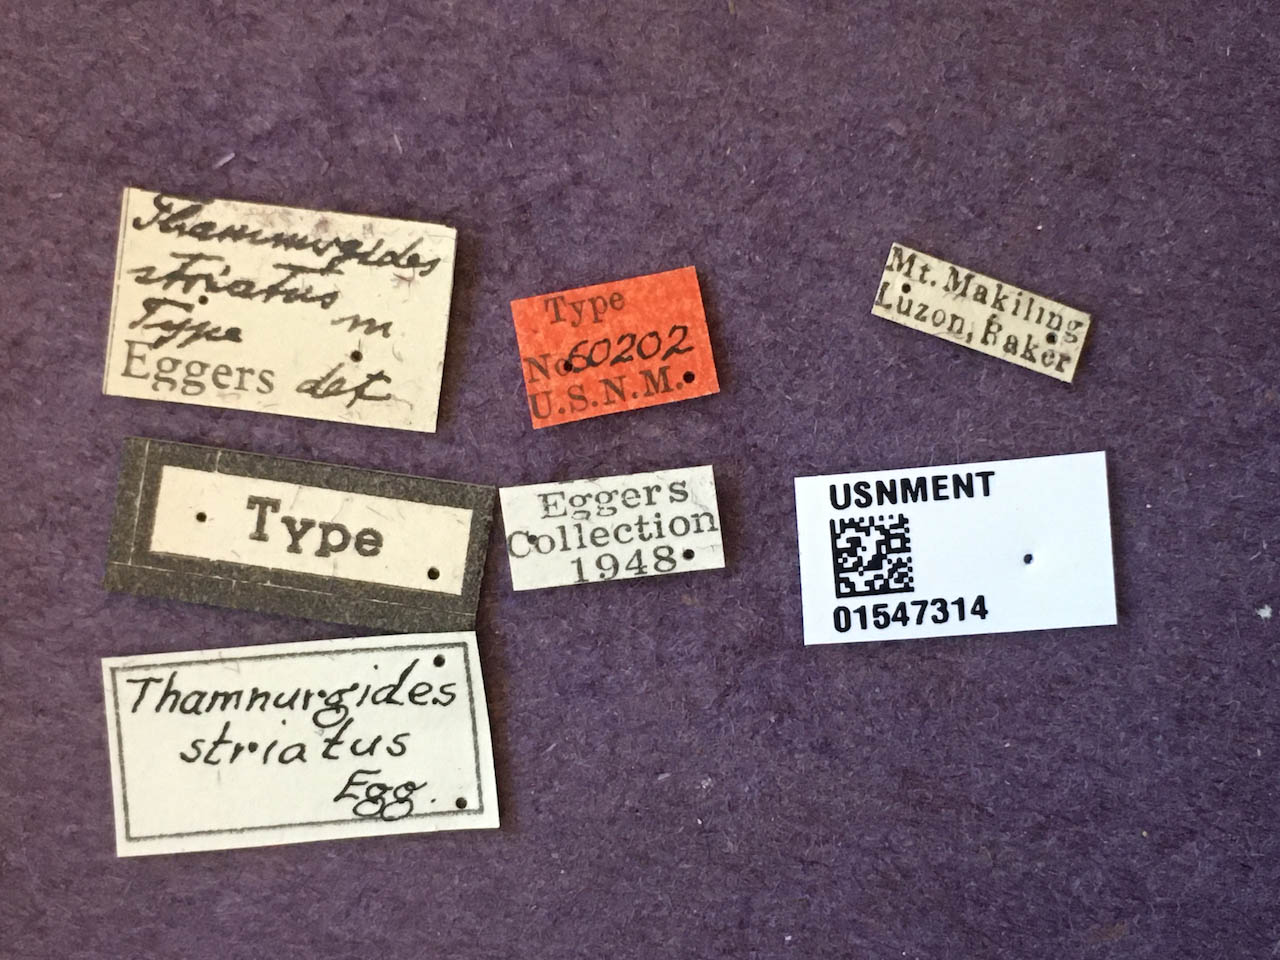 Thamnurgides
striatus
Type m.
Eggers det
Type
No 60202
U.S.N.M.
Mt. Makiling
Luzon, Baker
Type
Eggers
Collection
1948
USNMENT
01547314
Thamnurgides
striatus
Egg.